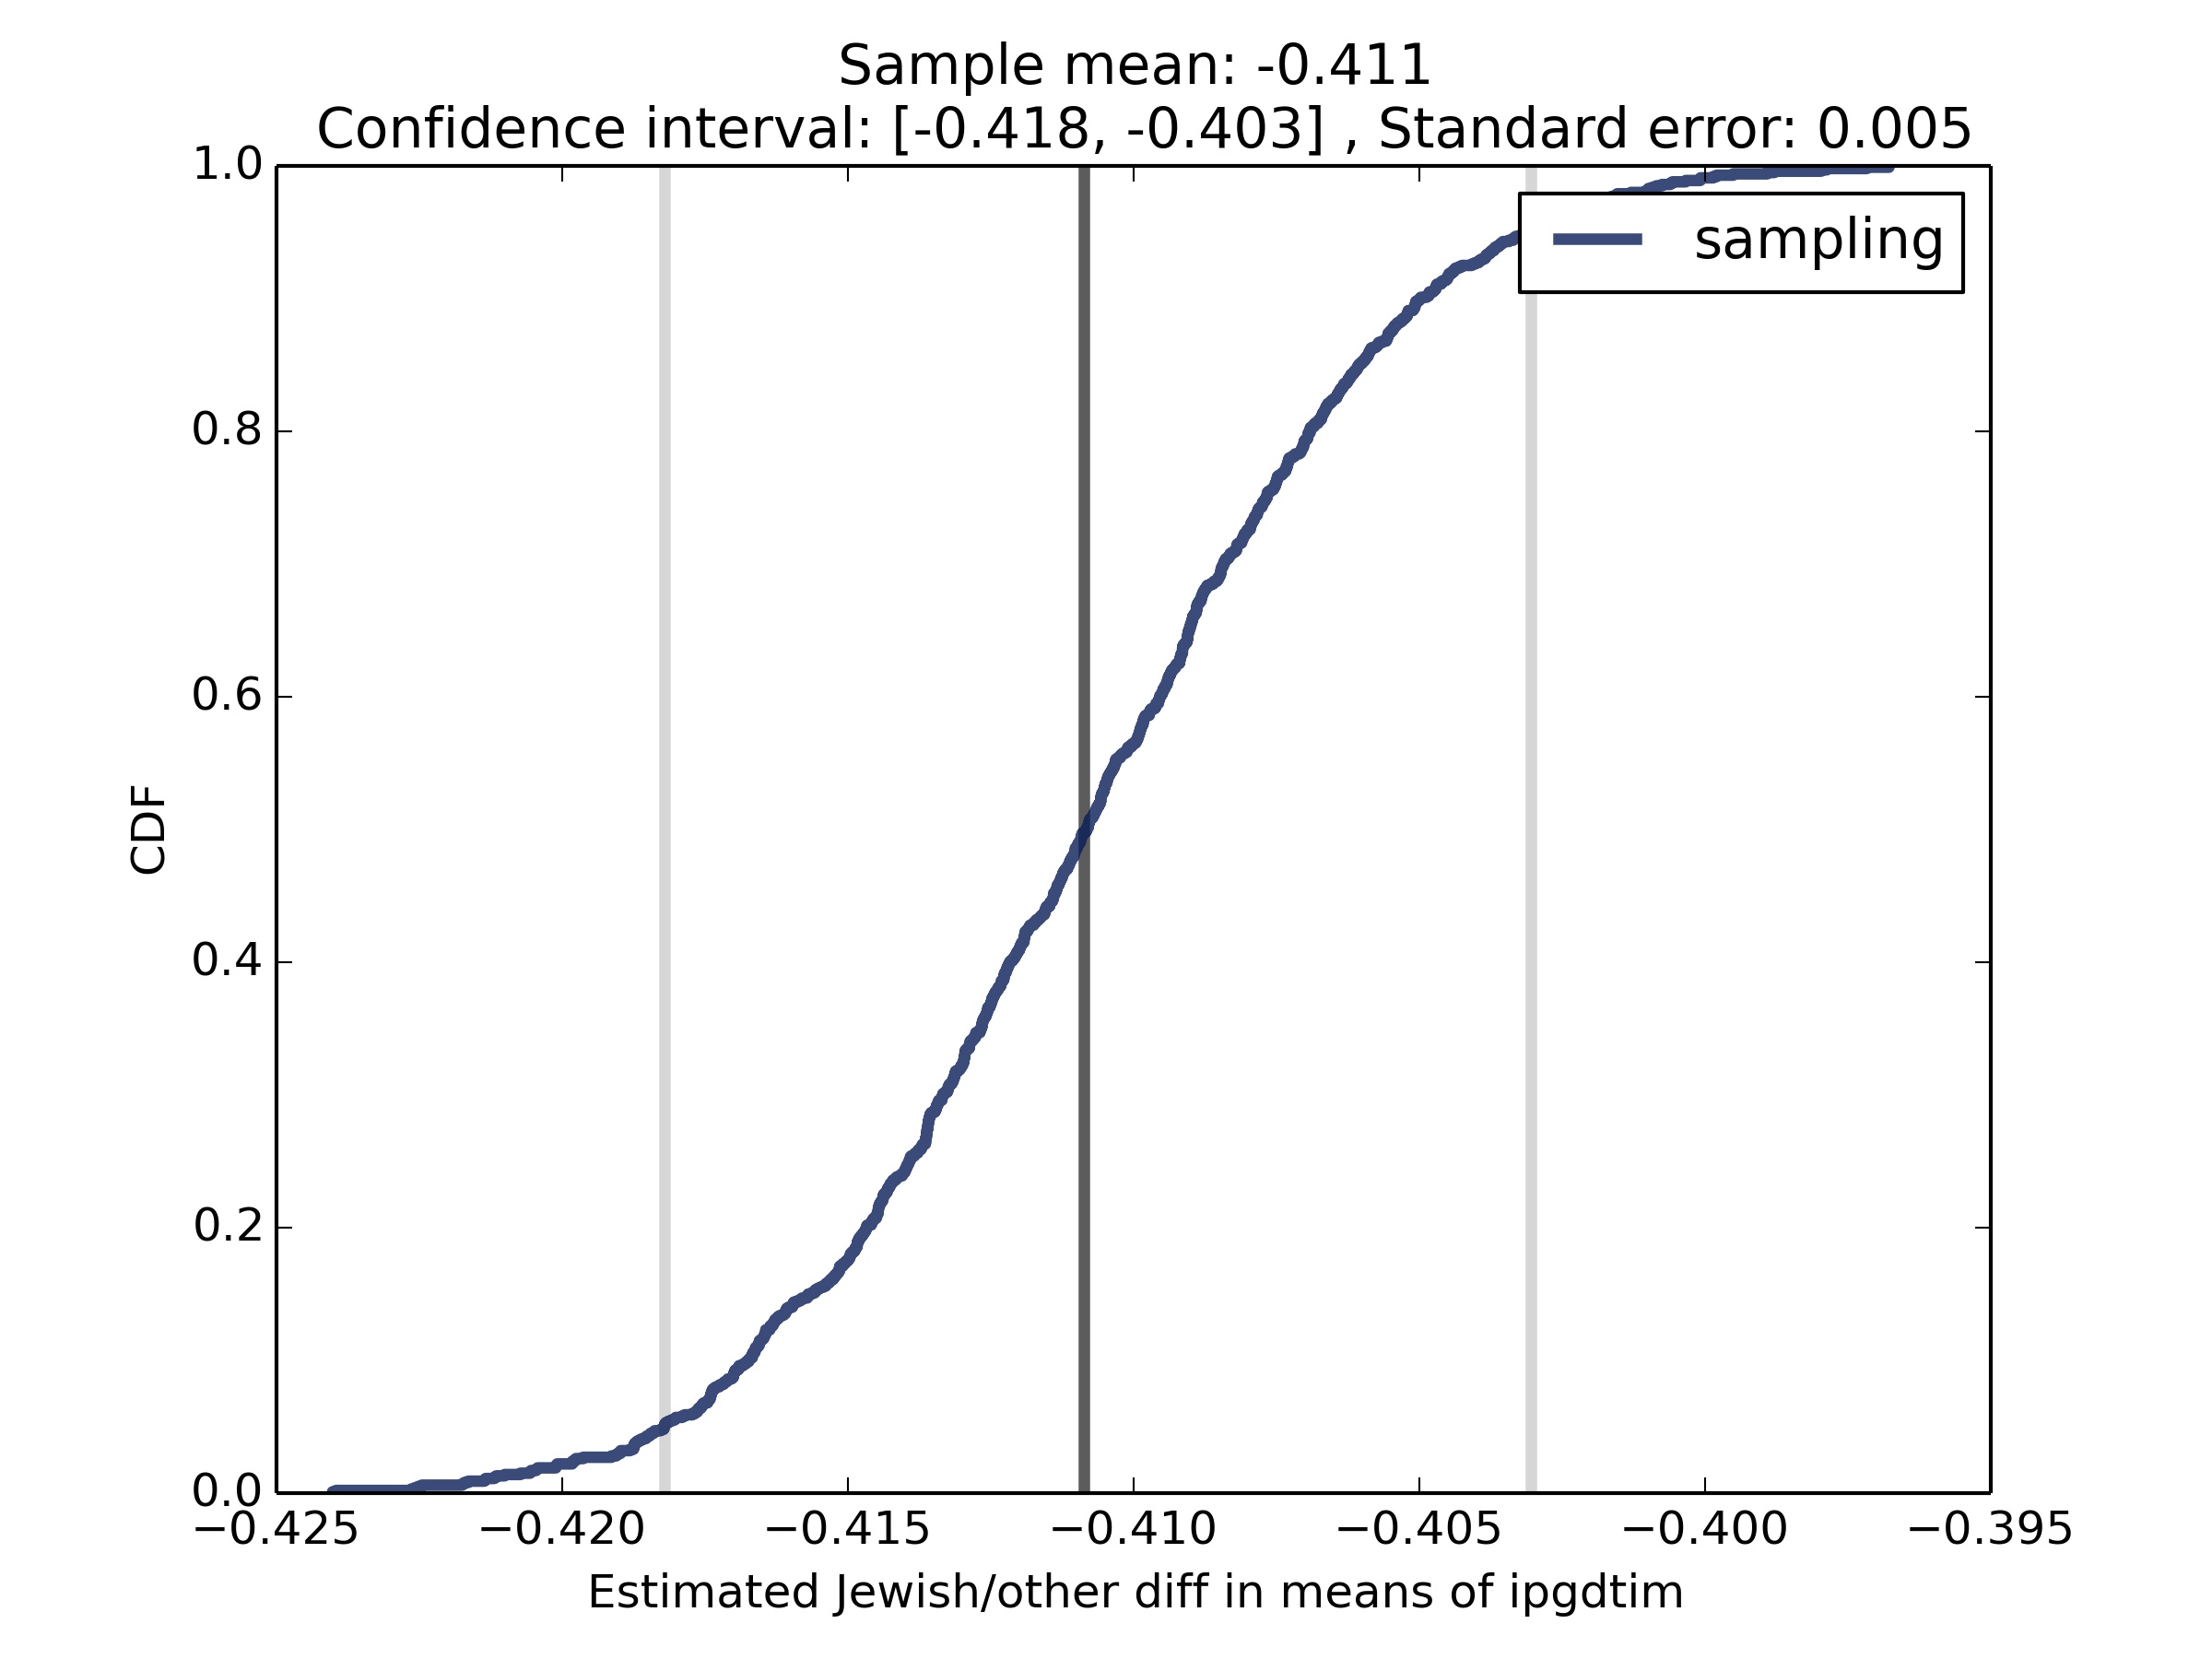 Sample mean: -0.411
Confidence interval: [-0.418, -0.403] , Standard error: 0.005
sampling
1.0
0.8
0.6
0.4
0.2
0.0
CDF
−0.425 −0.420 −0.415 −0.410 −0.405 −0.400 −0.395
Estimated Jewish/other diff in means of ipgdtim